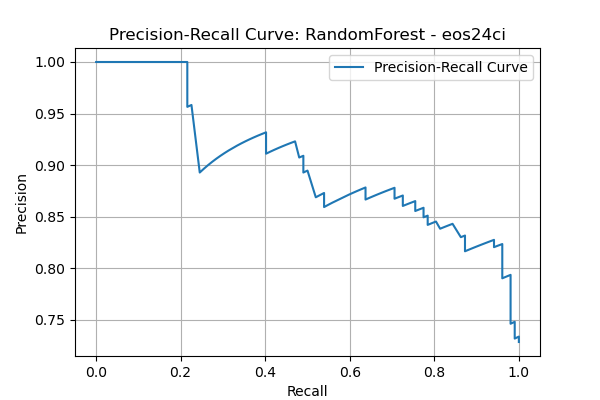 Precision-Recall Curve: RandomForest - eos24ci
Precision-Recall Curve
1.00
0.95
0.90
0.85
0.80
0.75
Precision
0.0 0.2 0.4 0.6 0.8 1.0
Recall